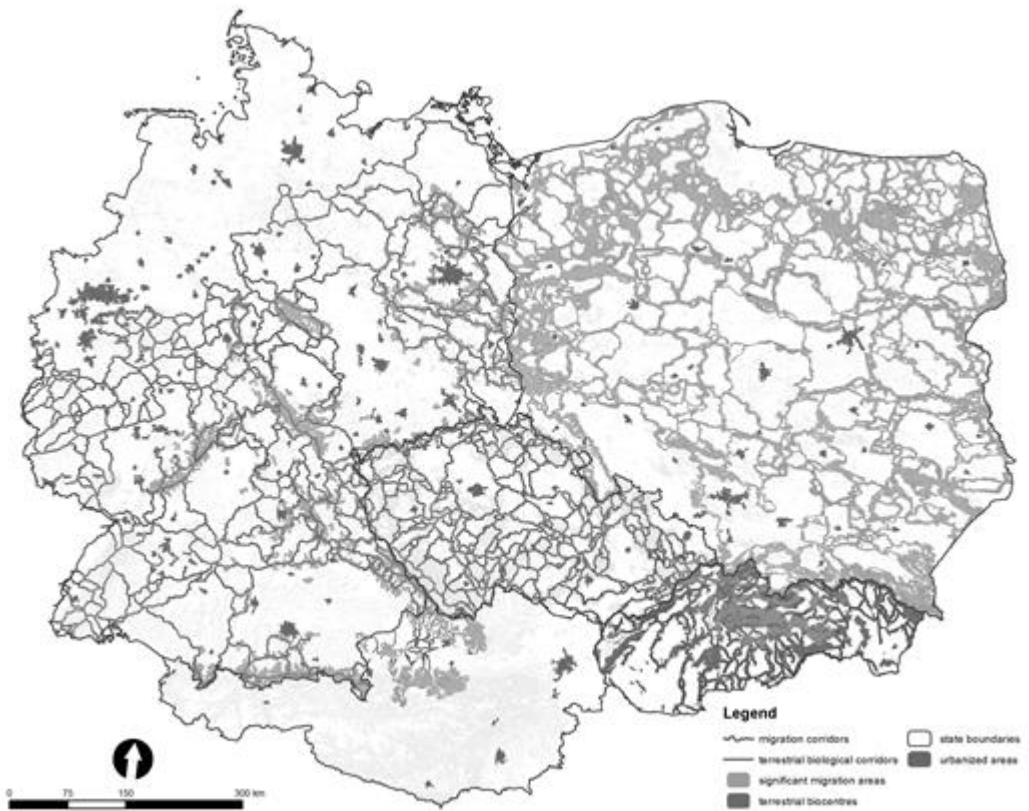 Legend
migration corridors
terrestrial biological corridors
significant migration areas
terrestrial biocentres
state boundaries
urbanized areas
0 75 150 300 km